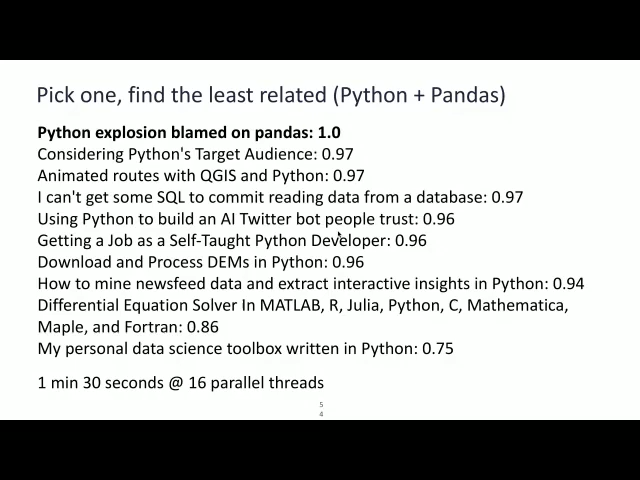 Pick one, find the least related (Python + Pandas)
Python explosion blamed on pandas: 1.0
Considering Python's Target Audience: 0.97
Animated routes with QGIS and Python: 0.97
I can't get some SQL to commit reading data from a database: 0.97
Using Python to build an AI Twitter bot people trust: 0.96
Getting a Job as a Self-Taught Python Developer: 0.96
Download and Process DEMs in Python: 0.96
How to mine newsfeed data and extract interactive insights in Python: 0.94
Differential Equation Solver In MATLAB, R, Julia, Python, C, Mathematica,
Maple, and Fortran: 0.86
My personal data science toolbox written in Python: 0.75
1 min 30 seconds @ 16 parallel threads
5
4